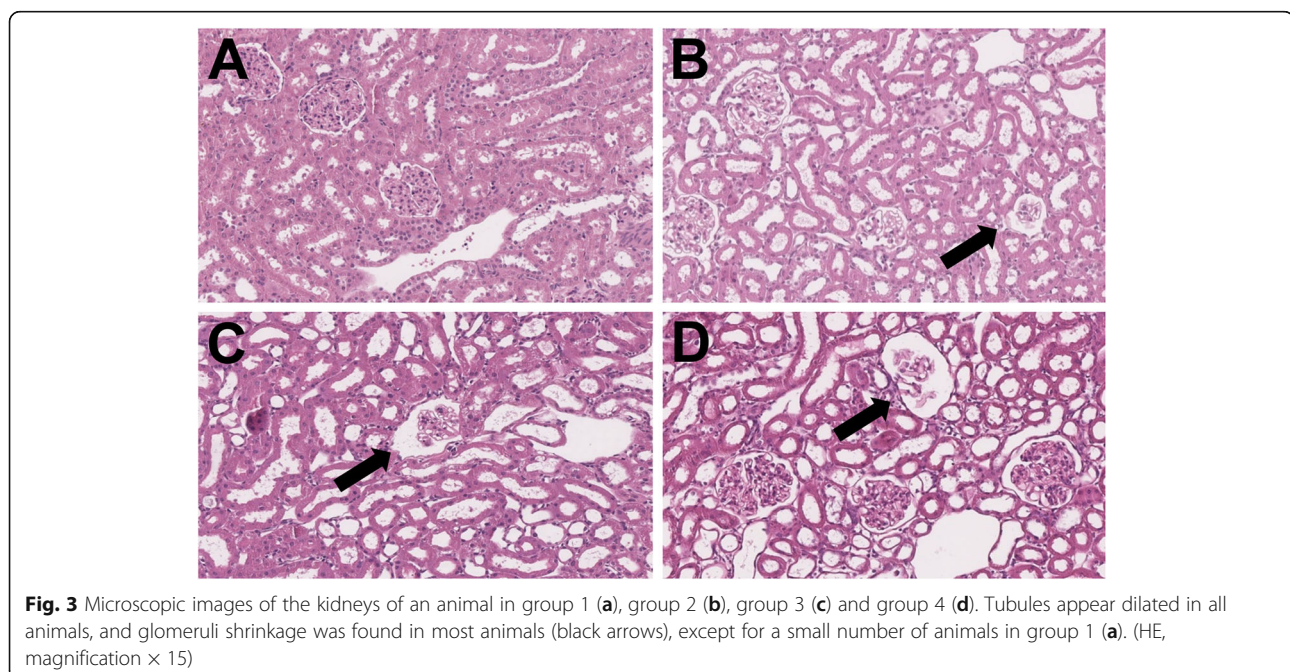 A
B
C
D
Fig. 3 Microscopic images of the kidneys of an animal in group 1 (a), group 2 (b), group 3 (c) and group 4 (d). Tubules appear dilated in all
animals, and glomeruli shrinkage was found in most animals (black arrows), except for a small number of animals in group 1 (a). (HE,
magnification × 15)